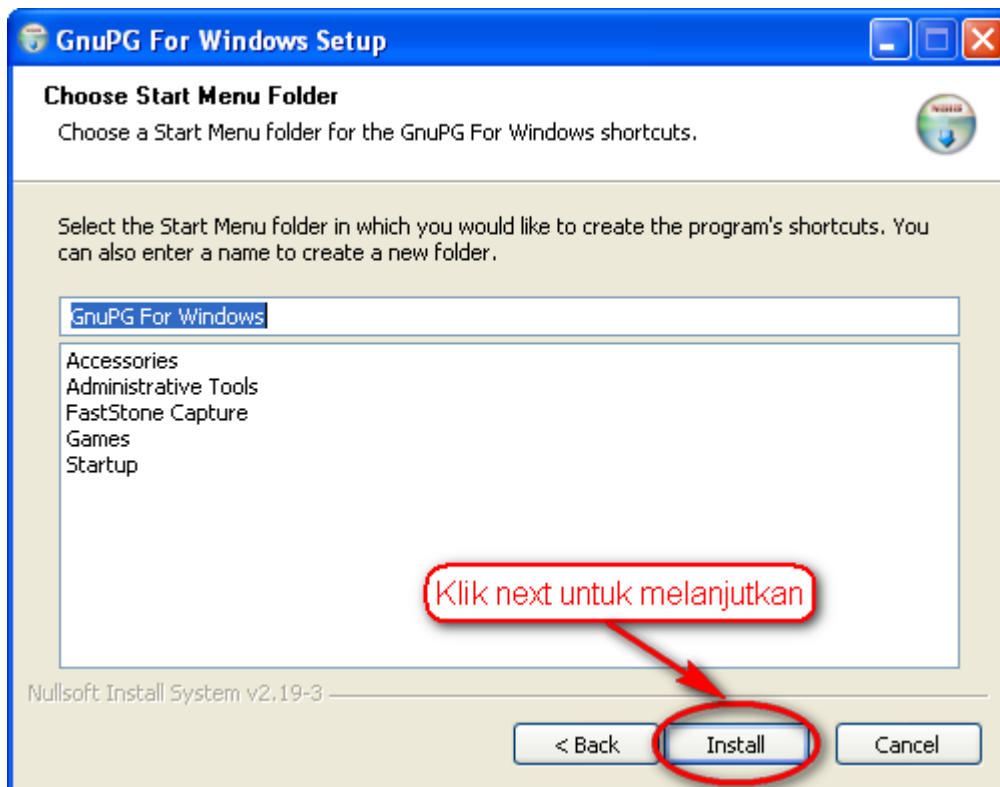 GnuPG For Windows Setup
Choose Start Menu Folder
Choose a Start Menu folder for the GnuPG For Windows shortcuts.
NSIS
Select the Start Menu folder in which you would like to create the program's shortcuts. You
can also enter a name to create a new folder.
GnuPG For Windows
Accessories
Administrative Tools
FastStone Capture
Games
Startup
Klik next untuk melanjutkan
Nullsoft Install System v2.19-3
< Back
Install
Cancel